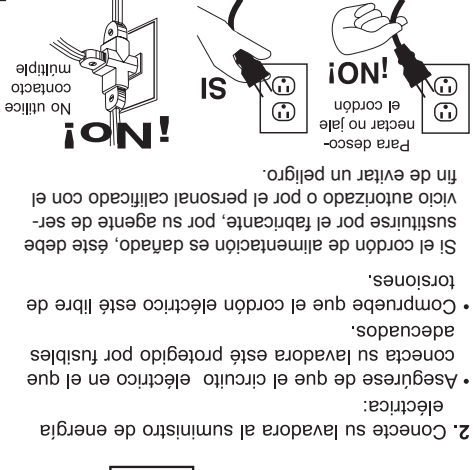 2. Conecte su lavadora al suministro de energía
eléctrica:
• Asegúrese de que el circuito eléctrico en el que
conecta su lavadora esté protegido por fusibles
adecuados.
• Compruebe que el cordón eléctrico esté libre de
torsiones.
Si el cordón de alimentación es dañado, éste debe
sustituirse por el fabricante, por su agente de ser-
vicio autorizado o por el personal calificado con el
fin de evitar un peligro.
Para desco-
nectar no jale
el cordón
¡NO!
SI
¡NO!
No utilice
contacto
múltiple